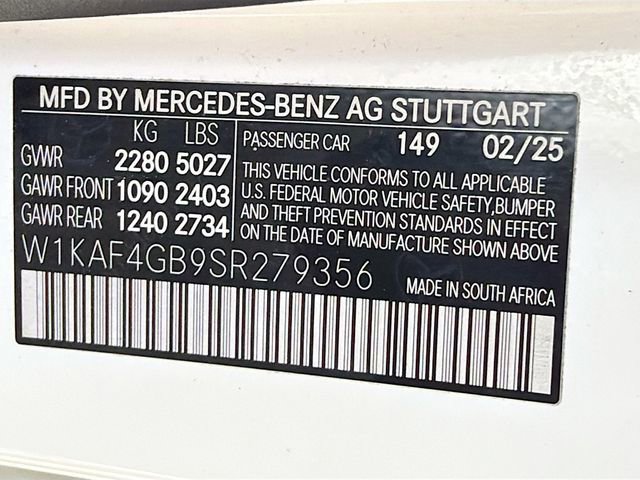 MFD BY MERCEDES-BENZ AG STUTTGART
KG LBS
GVWR 2280 5027
GAWR FRONT 1090 2403
GAWR REAR 1240 2734
PASSENGER CAR 149 02/25
THIS VEHICLE CONFORMS TO ALL APPLICABLE
U.S. FEDERAL MOTOR VEHICLE SAFETY, BUMPER
AND THEFT PREVENTION STANDARDS IN EFFECT
ON DATE OF MANUFACTURE SHOWN ABOVE.
W1KAF4GB9SR279356
MADE IN SOUTH AFRICA